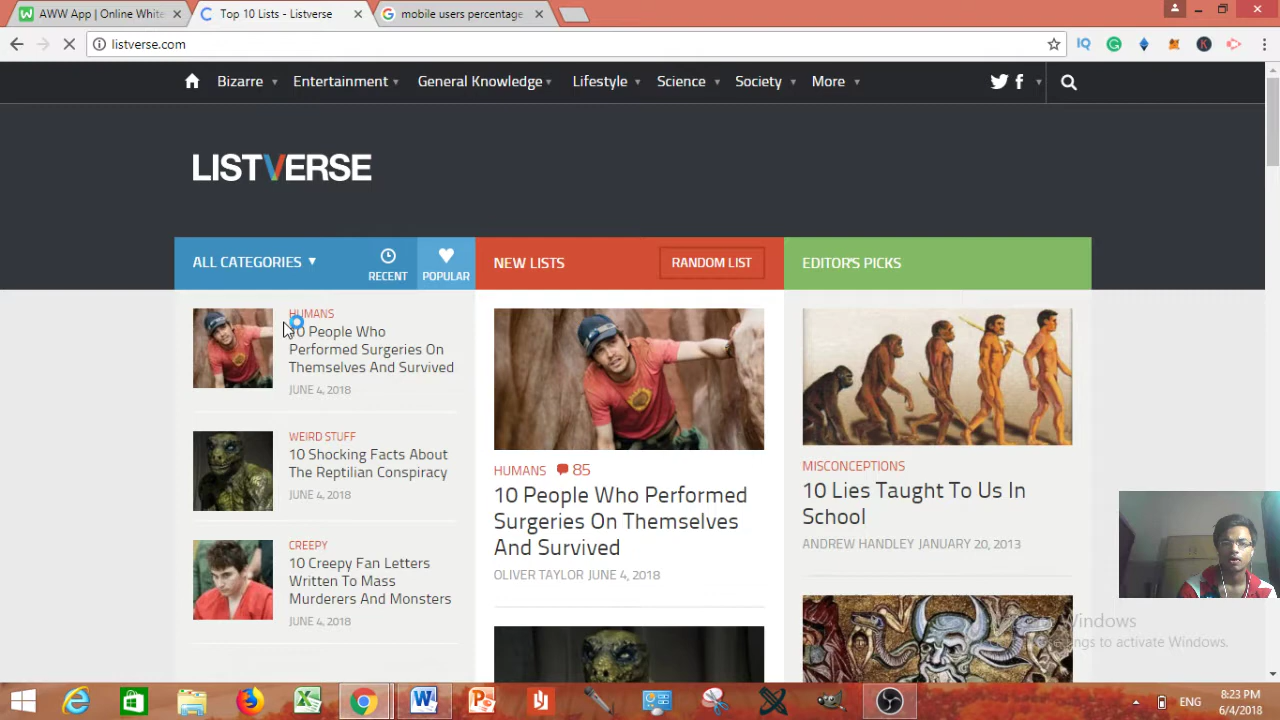 AWW App | Online White
Top 10 Lists - Listverse
mobile users percentage
listverse.com
Bizarre
Entertainment
General Knowledge
Lifestyle
Science
Society
More
LISTVERSE
ALL CATEGORIES
RECENT
POPULAR
NEW LISTS
RANDOM LIST
EDITOR'S PICKS
HUMANS
10 People Who
Performed Surgeries On
Themselves And Survived
JUNE 4, 2018
WEIRD STUFF
10 Shocking Facts About
The Reptilian Conspiracy
JUNE 4, 2018
CREEPY
10 Creepy Fan Letters
Written To Mass
Murderers And Monsters
JUNE 4, 2018
HUMANS 85
10 People Who Performed
Surgeries On Themselves
And Survived
OLIVER TAYLOR JUNE 4, 2018
MISCONCEPTIONS
10 Lies Taught To Us In
School
ANDREW HANDLEY JANUARY 20, 2013
Windows
to activate Windows.
ENG
8:23 PM
6/4/2018